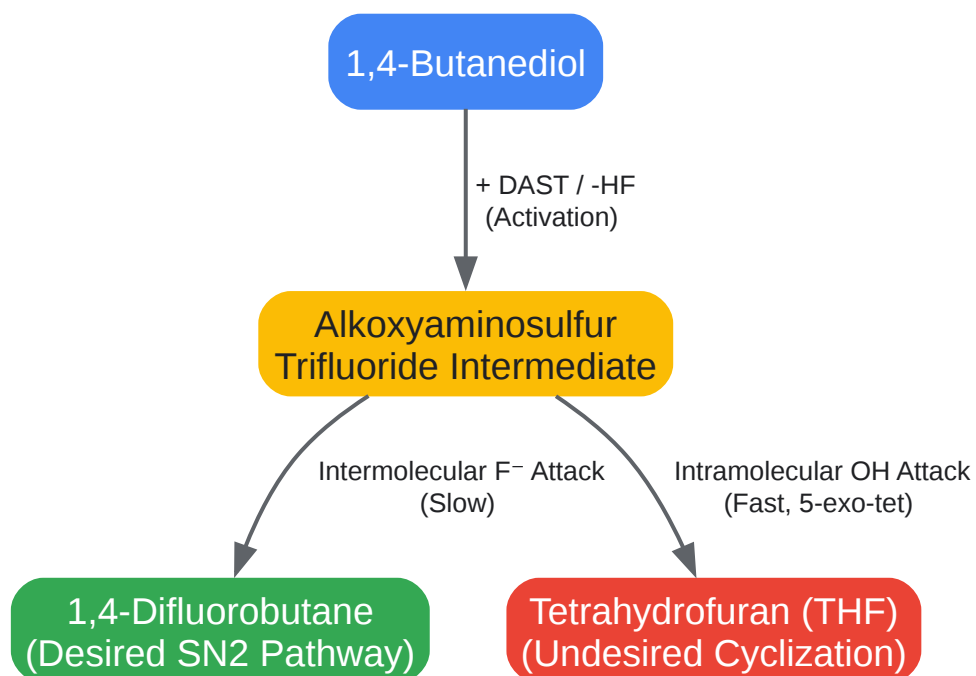 1,4-Butanediol
+ DAST / -HF
(Activation)
Alkoxyaminosulfur
Trifluoride Intermediate
Intermolecular F⁻ Attack
(Slow)
Intramolecular OH Attack
(Fast, 5-exo-tet)
1,4-Difluorobutane
(Desired SN2 Pathway)
Tetrahydrofuran (THF)
(Undesired Cyclization)